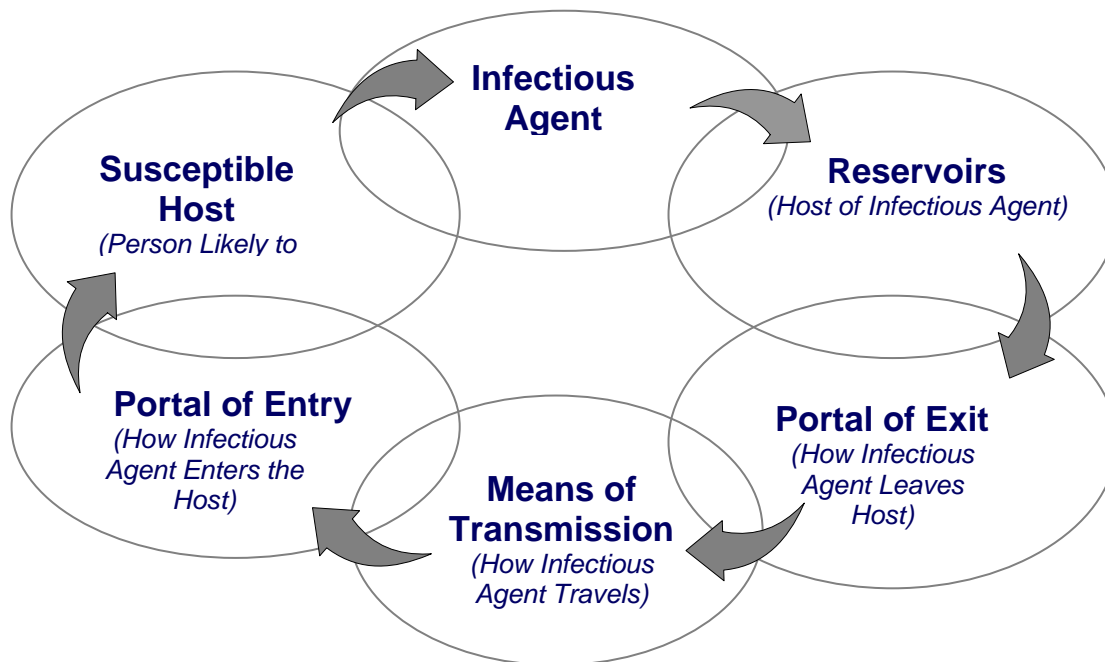 Infectious
Agent
Reservoirs
(Host of Infectious Agent)
Portal of Exit
(How Infectious
Agent Leaves
Host)
Means of
Transmission
(How Infectious
Agent Travels)
Portal of Entry
(How Infectious
Agent Enters the
Host)
Susceptible
Host
(Person Likely to